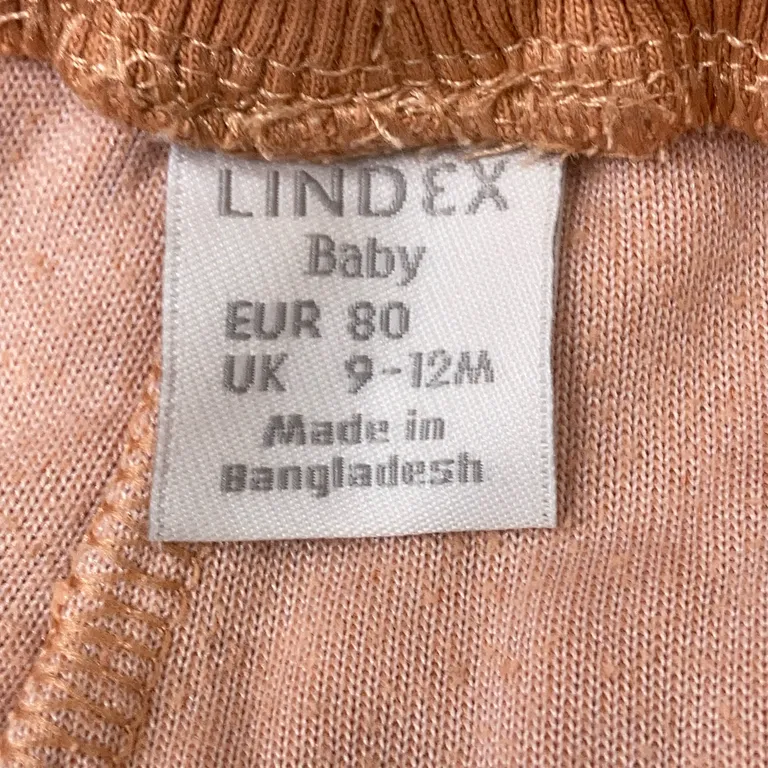 LINDEX
Baby
EUR 80
UK 9-12M
Made in
Bangladesh